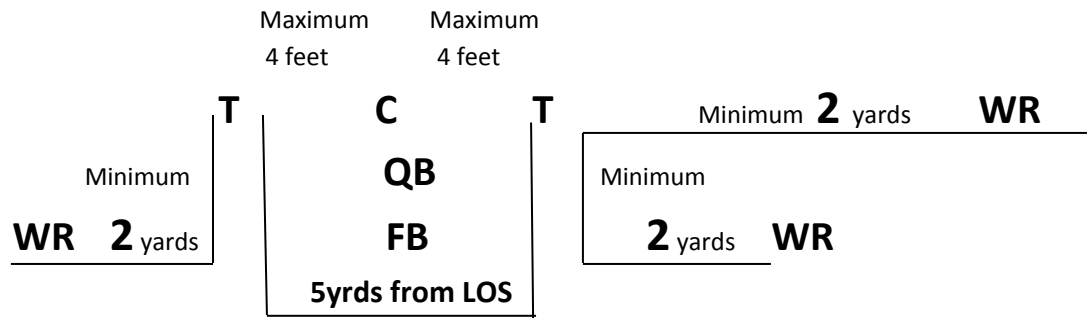 Maximum Maximum
4 feet 4 feet
T C T Minimum 2 yards WR
QB
Minimum Minimum
WR 2 yards FB 2 yards WR
5yrds from LOS